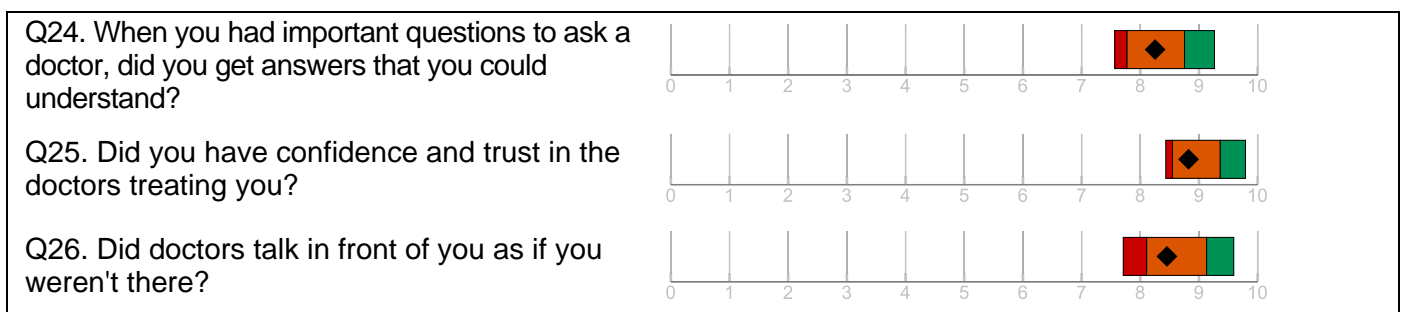 Q24. When you had important questions to ask a
doctor, did you get answers that you could
understand?
0 1 2 3 4 5 6 7 8 9 10
Q25. Did you have confidence and trust in the
doctors treating you?
0 1 2 3 4 5 6 7 8 9 10
Q26. Did doctors talk in front of you as if you
weren't there?
0 1 2 3 4 5 6 7 8 9 10